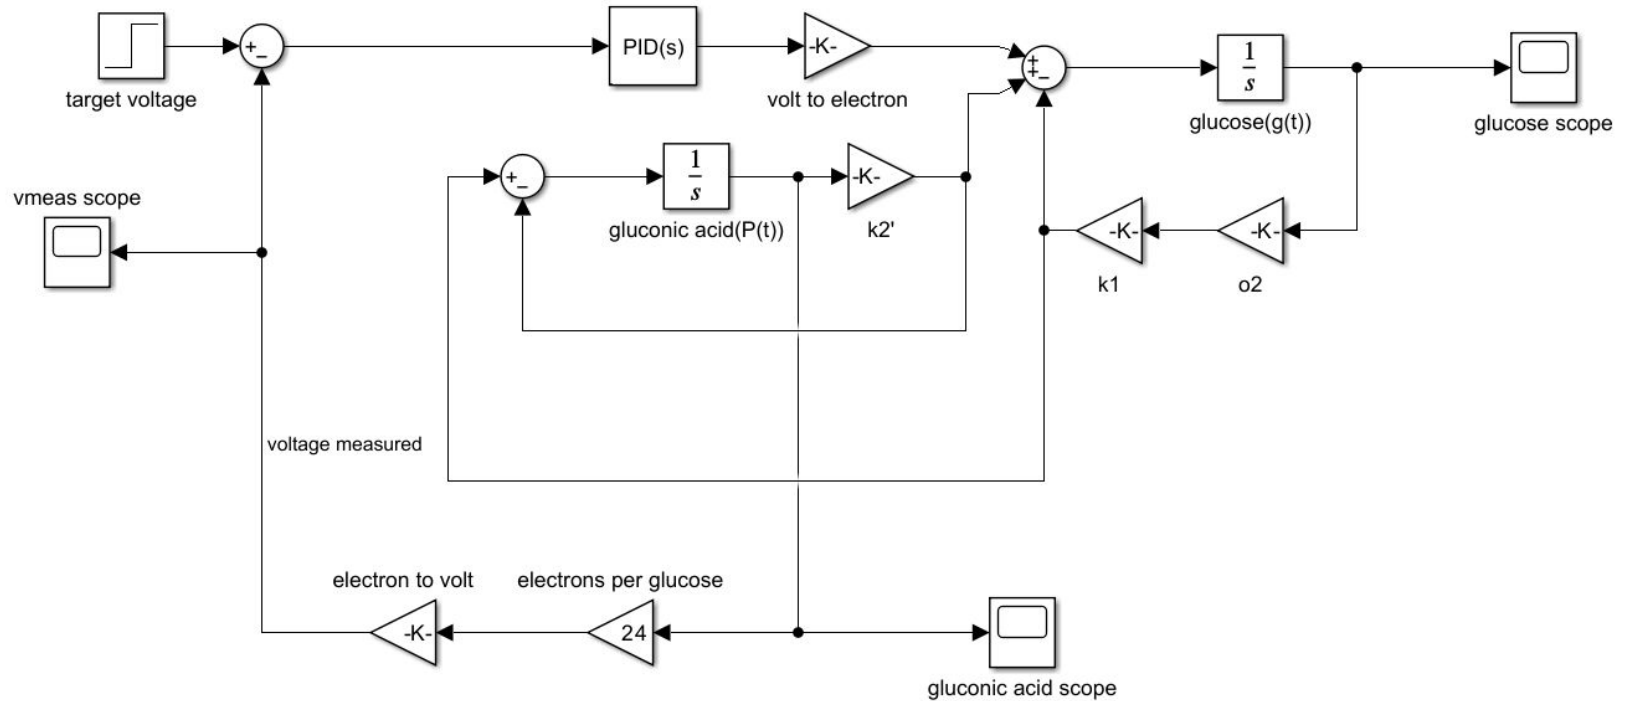 +
−
target voltage
PID(s)
-K-
volt to electron
+
+
−
1
s
glucose(g(t))
glucose scope
vmeas scope
+
−
1
s
gluconic acid(P(t))
-K-
k2'
-K-
k1
-K-
o2
voltage measured
electron to volt
electrons per glucose
-K-
24
gluconic acid scope